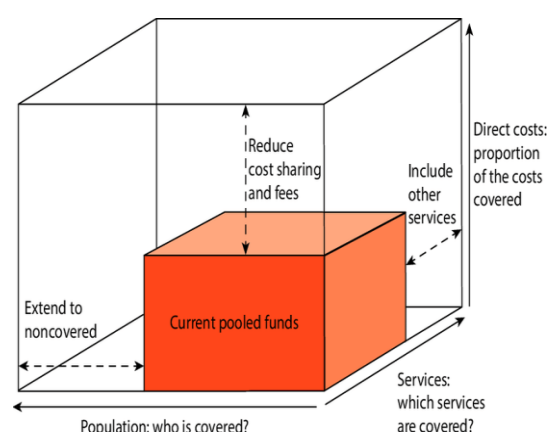 Direct costs:
proportion
of the costs
covered
Reduce
cost sharing
and fees
Include
other
services
Extend to
noncovered
Current pooled funds
Services:
which services
are covered?
Population: who is covered?